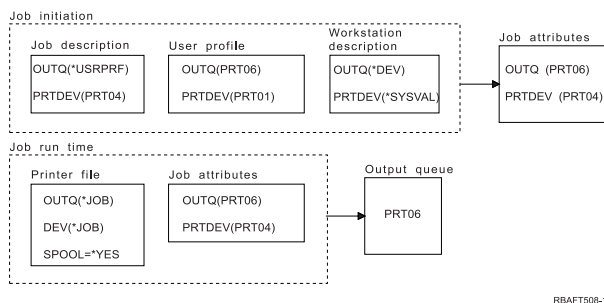 Job initiation
Job description
OUTQ(*USRPRF)
PRTDEV(PRT04)
User profile
OUTQ(PRT06)
PRTDEV(PRT01)
Workstation
description
OUTQ(*DEV)
PRTDEV(*SYSVAL)
Job attributes
OUTQ (PRT06)
PRTDEV (PRT04)
Job run time
Printer file
OUTQ(*JOB)
DEV(*JOB)
SPOOL=*YES
Job attributes
OUTQ(PRT06)
PRTDEV(PRT04)
Output queue
PRT06